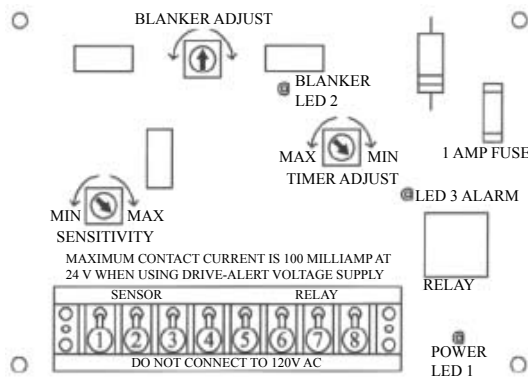 BLANKER ADJUST
BLANKER
LED 2
MAX
MIN
TIMER ADJUST
1 AMP FUSE
MIN
MAX
SENSITIVITY
LED 3 ALARM
MAXIMUM CONTACT CURRENT IS 100 MILLIAMP AT
24 V WHEN USING DRIVE-ALERT VOLTAGE SUPPLY
RELAY
SENSOR
RELAY
1 2 3 4 5 6 7 8
DO NOT CONNECT TO 120V AC
POWER
LED 1